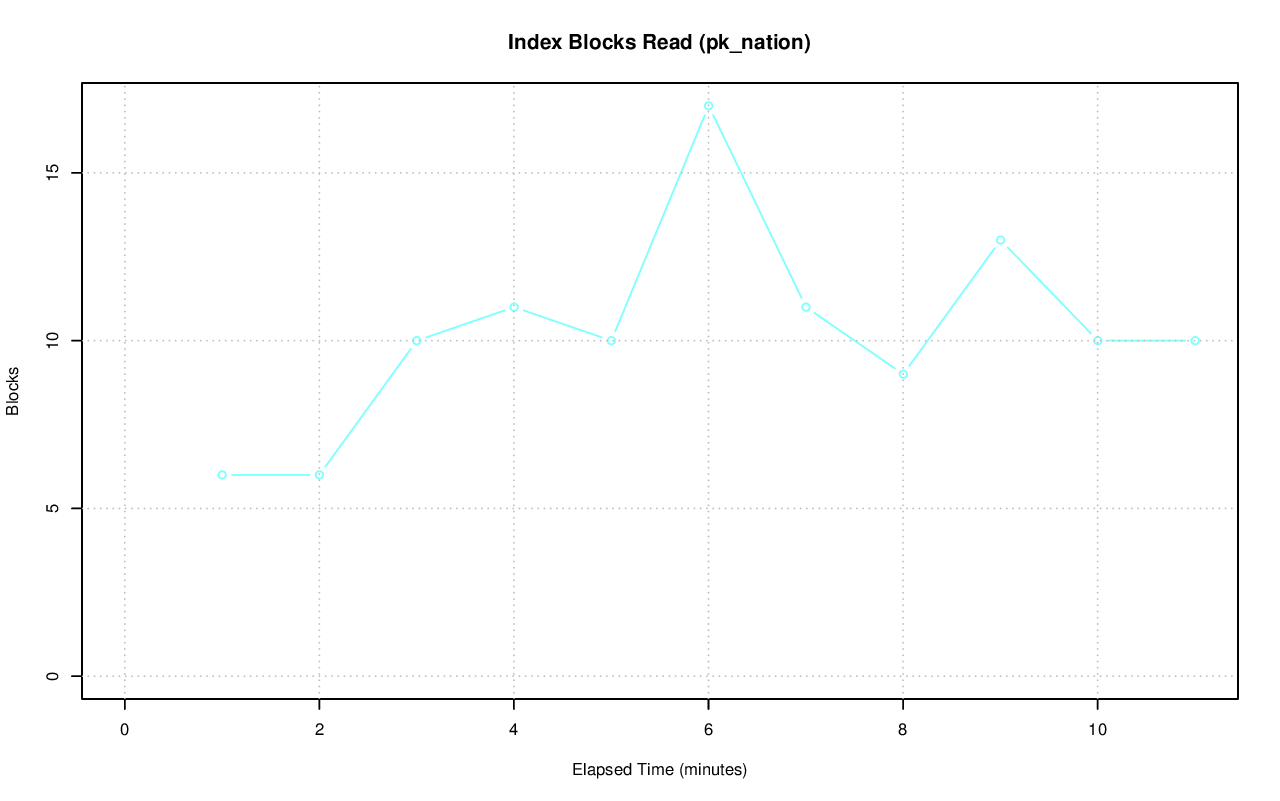 Index Blocks Read (pk_nation)
15
10
5
0
Blocks
0 2 4 6 8 10
Elapsed Time (minutes)